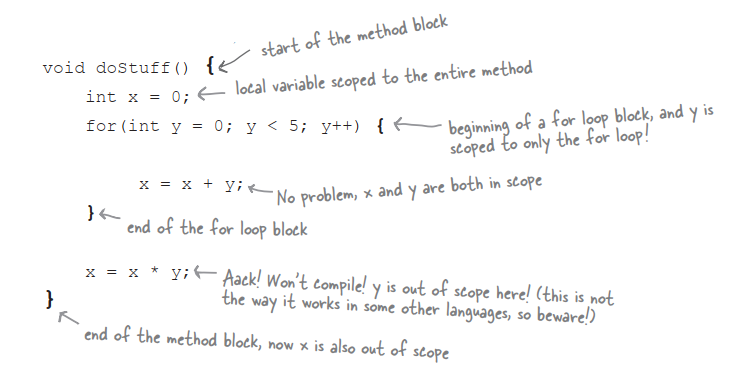 start of the method block
void doStuff() {
local variable scoped to the entire method
int x = 0;
for(int y = 0; y < 5; y++) {
beginning of a for loop block, and y is
scoped to only the for loop!
x = x + y;
No problem, x and y are both in scope
}
end of the for loop block
x = x * y;
Aack! Won't compile! y is out of scope here! (this is not
the way it works in some other languages, so beware!)
}
end of the method block, now x is also out of scope